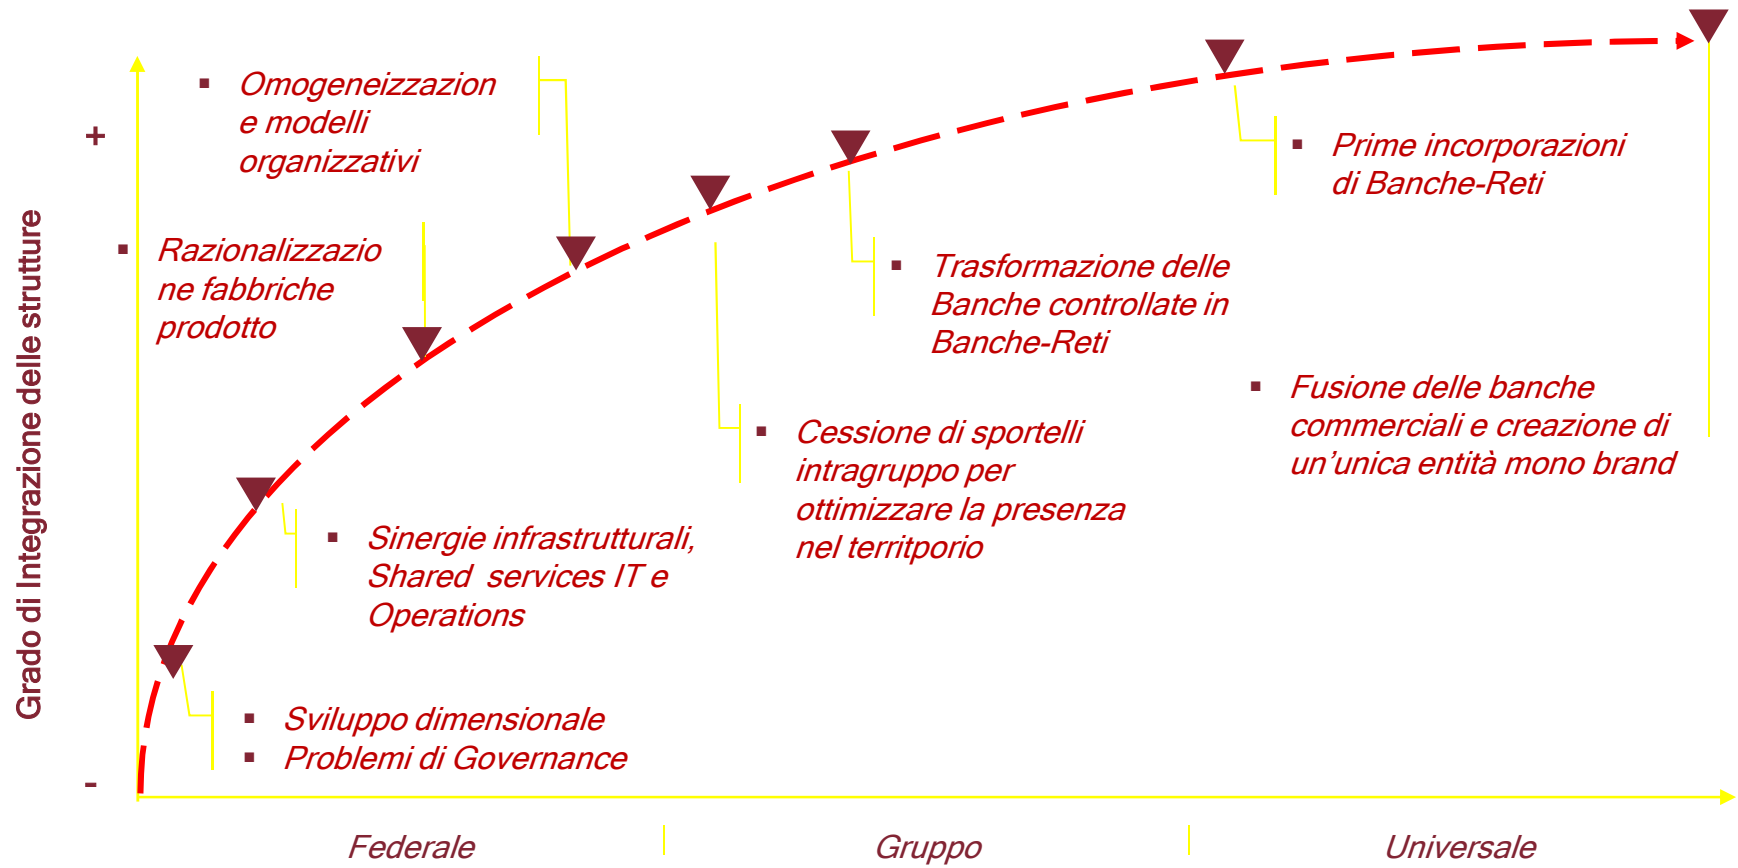 Grado di Integrazione delle strutture
+
-
▪ Omogeneizzazion
e modelli
organizzativi
▪ Razionalizzazio
ne fabbriche
prodotto
▪ Sinergie infrastrutturali,
Shared services IT e
Operations
▪ Sviluppo dimensionale
▪ Problemi di Governance
▪ Cessione di sportelli
intragruppo per
ottimizzare la presenza
nel territporio
▪ Trasformazione delle
Banche controllate in
Banche-Reti
▪ Prime incorporazioni
di Banche-Reti
▪ Fusione delle banche
commerciali e creazione di
un’unica entità mono brand
Federale
Gruppo
Universale